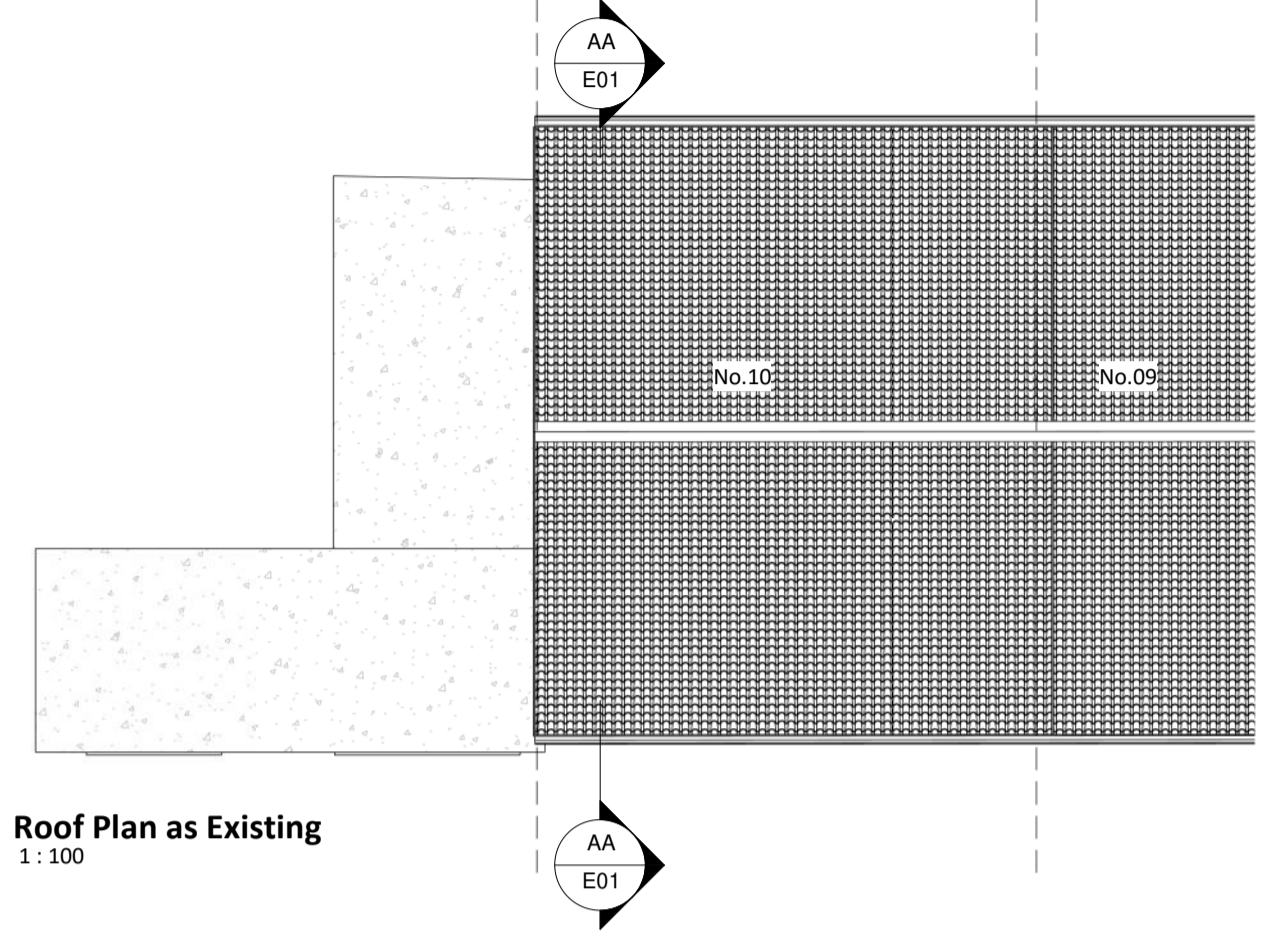 AA
E01
No.10
No.09
Roof Plan as Existing
1 : 100
AA
E01